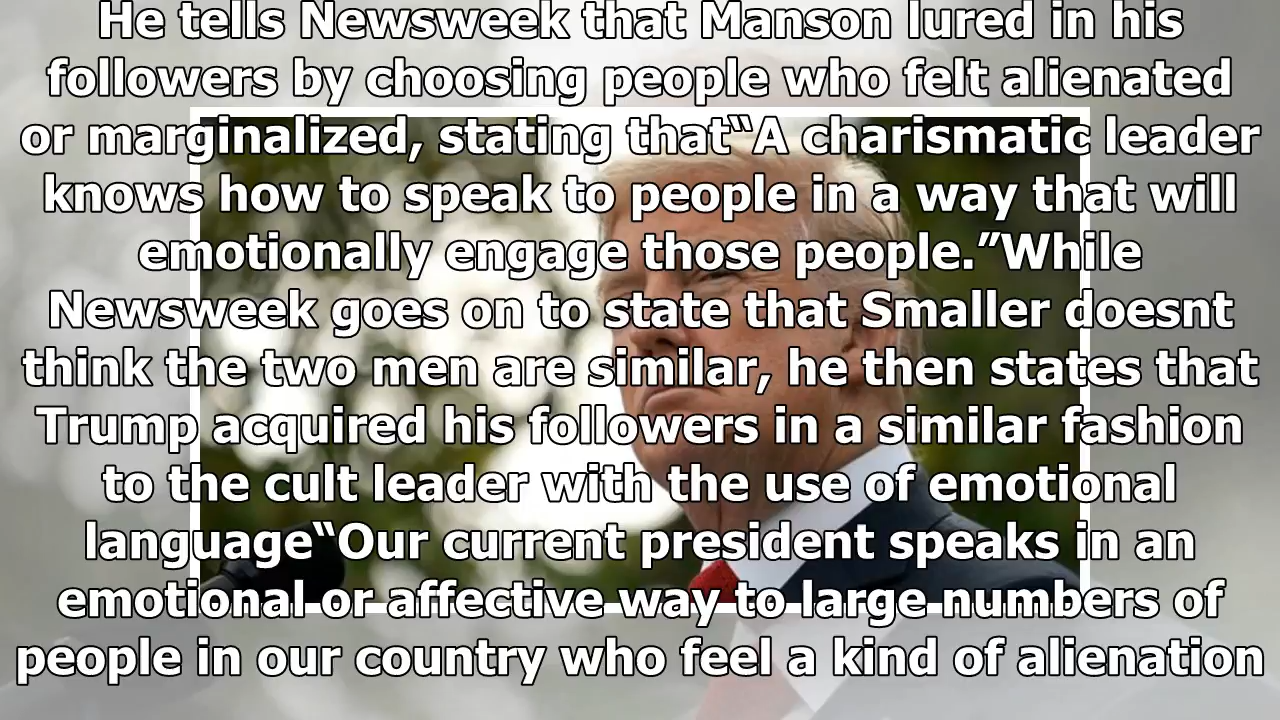 He tells Newsweek that Manson lured in his
followers by choosing people who felt alienated
or marginalized, stating that“A charismatic leader
knows how to speak to people in a way that will
emotionally engage those people.”While
Newsweek goes on to state that Smaller doesnt
think the two men are similar, he then states that
Trump acquired his followers in a similar fashion
to the cult leader with the use of emotional
language“Our current president speaks in an
emotional or affective way to large numbers of
people in our country who feel a kind of alienation